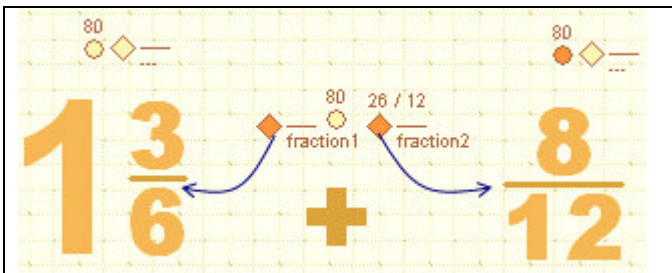 80
80
---
---
80
26 / 12
fraction1
fraction2
1 3/6 + 8/12